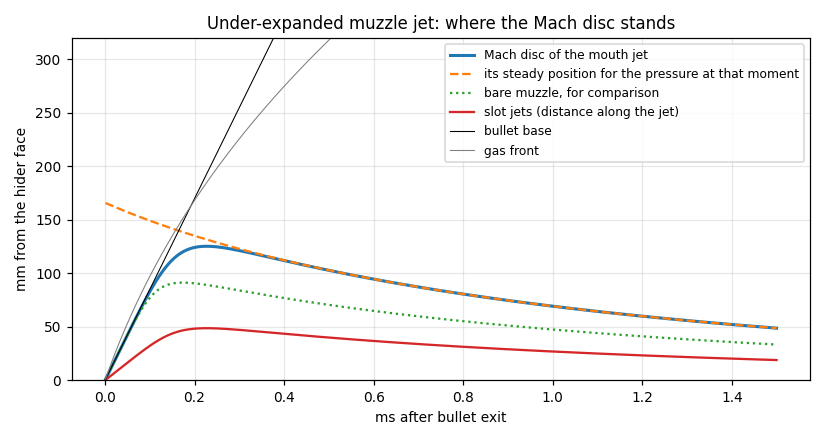 Under-expanded muzzle jet: where the Mach disc stands
Mach disc of the mouth jet
its steady position for the pressure at that moment
bare muzzle, for comparison
slot jets (distance along the jet)
bullet base
gas front
mm from the hider face
300
250
200
150
100
50
0
0.0 0.2 0.4 0.6 0.8 1.0 1.2 1.4
ms after bullet exit